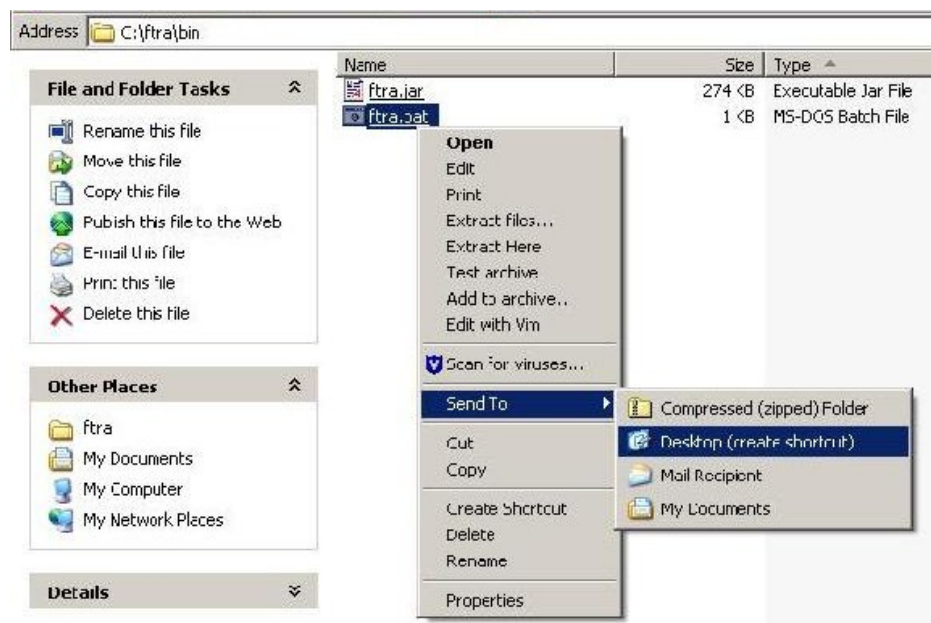 Address C:\ftra\bin
Name Size Type
File and Folder Tasks
ftra.jar 274 KB Executable Jar File
ftra.bat 1 KB MS-DOS Batch File
Rename this file
Move this file
Copy this file
Publish this file to the Web
E-mail this file
Print this file
Delete this file
Other Places
ftra
My Documents
My Computer
My Network Places
Details
Open
Edit
Print
Extract files...
Extract Here
Test archive
Add to archive...
Edit with Vim
Scan for viruses...
Send To
Cut
Copy
Create Shortcut
Delete
Rename
Properties
Compressed (zipped) Folder
Desktop (create shortcut)
Mail Recipient
My Documents